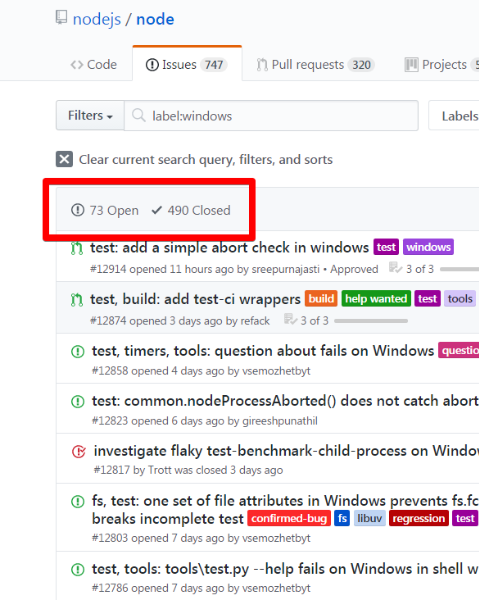 nodejs / node
Code Issues 747 Pull requests 320 Projects
Filters label:windows Labels
Clear current search query, filters, and sorts
73 Open 490 Closed
test: add a simple abort check in windows test windows
#12914 opened 11 hours ago by sreepurnajasti • Approved 3 of 3
test, build: add test-ci wrappers build help wanted test tools
#12874 opened 3 days ago by refack 3 of 3
test, timers, tools: question about fails on Windows
#12858 opened 4 days ago by vsemozhetbyt
test: common.nodeProcessAborted() does not catch abort
#12823 opened 6 days ago by gireeshpunathil
investigate flaky test-benchmark-child-process on Windo
#12817 by Trott was closed 3 days ago
fs, test: one set of file attributes in Windows prevents fs.fc
breaks incomplete test confirmed-bug fs libuv regression test
#12803 opened 7 days ago by vsemozhetbyt
test, tools: tools\test.py --help fails on Windows in shell w
#12786 opened 7 days ago by vsemozhetbyt